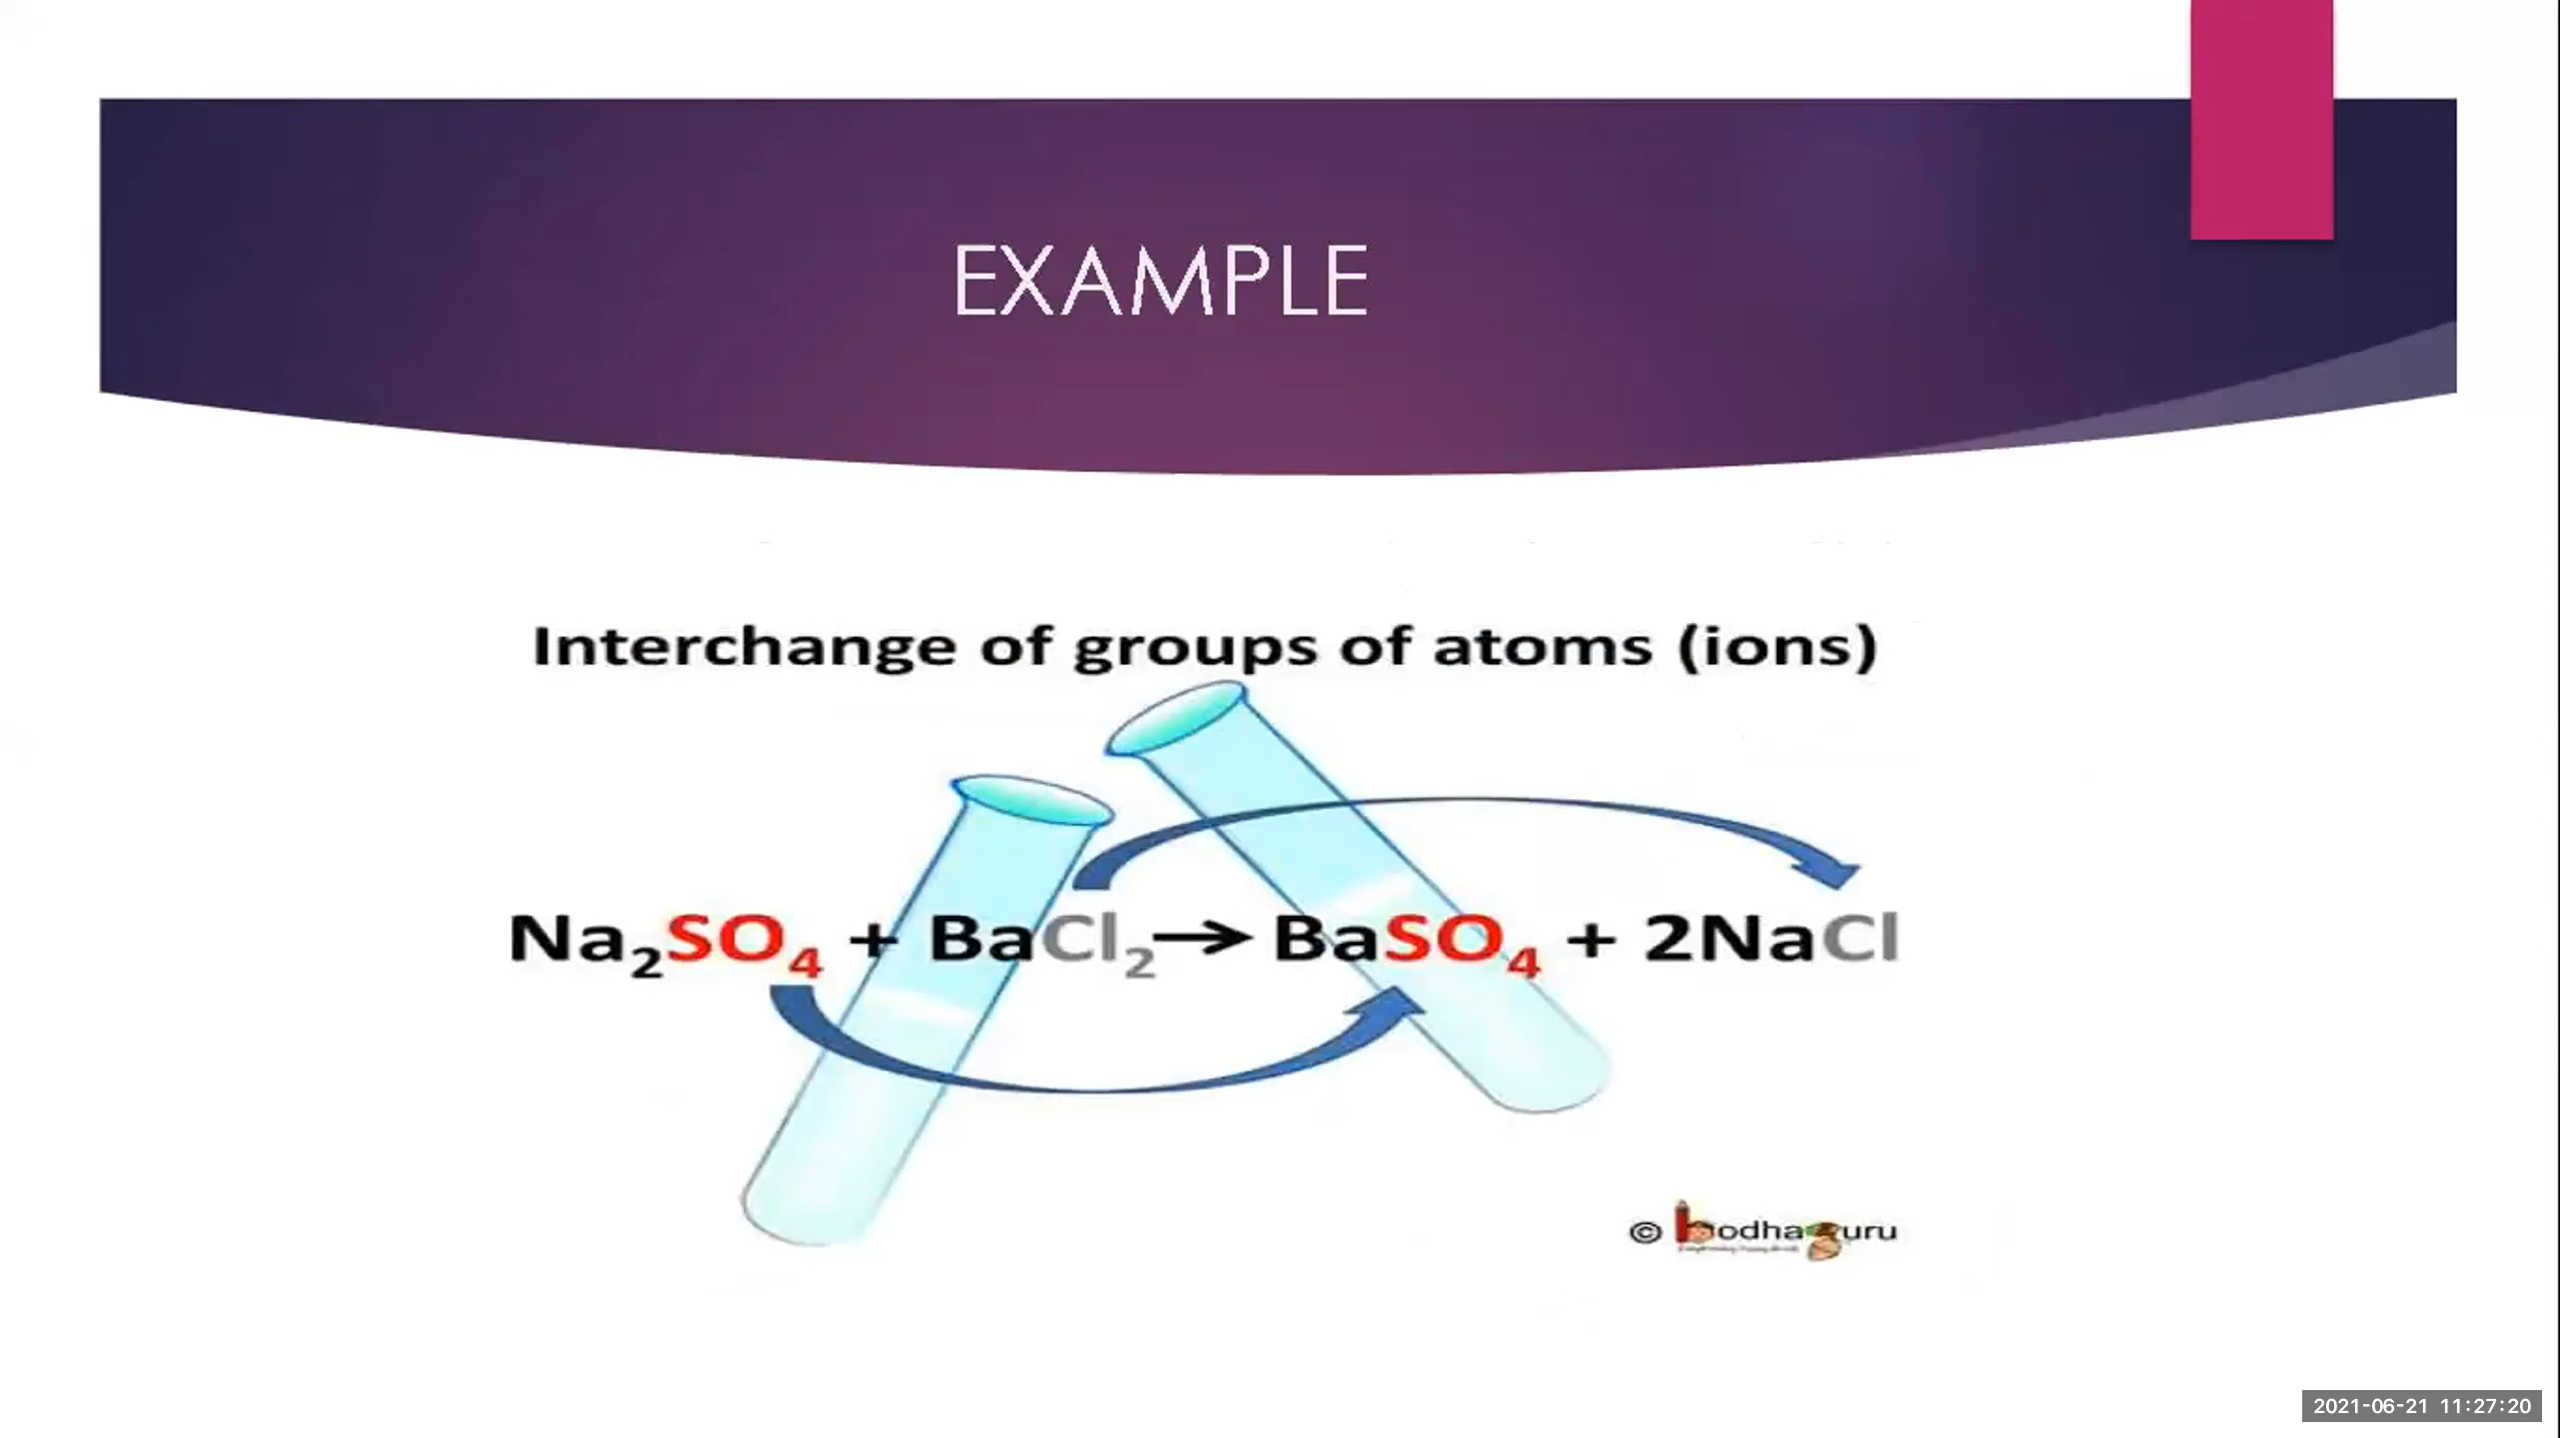 EXAMPLE
Interchange of groups of atoms (ions)
Na₂SO₄ + BaCl₂→ BaSO₄ + 2NaCl
© bodhaguru
2021-06-21 11:27:20